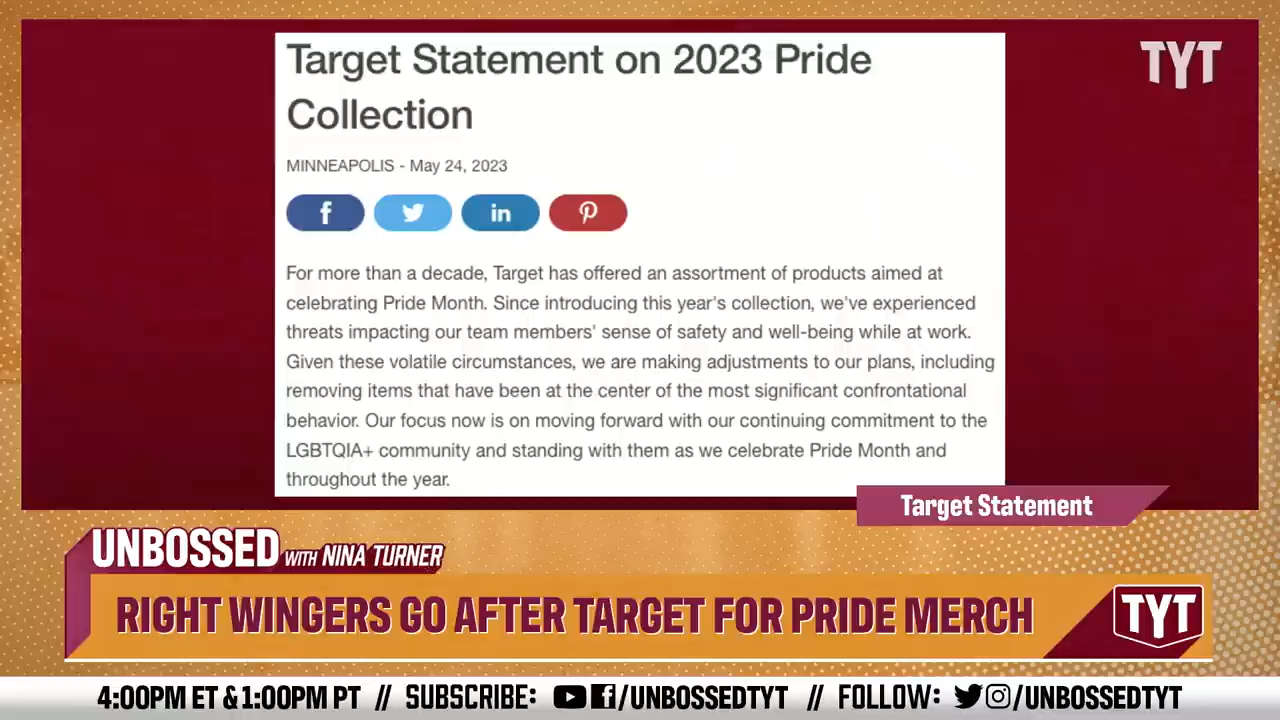 Target Statement on 2023 Pride
Collection
TYT
MINNEAPOLIS - May 24, 2023
For more than a decade, Target has offered an assortment of products aimed at
celebrating Pride Month. Since introducing this year's collection, we've experienced
threats impacting our team members' sense of safety and well-being while at work.
Given these volatile circumstances, we are making adjustments to our plans, including
removing items that have been at the center of the most significant confrontational
behavior. Our focus now is on moving forward with our continuing commitment to the
LGBTQIA+ community and standing with them as we celebrate Pride Month and
throughout the year.
Target Statement
UNBOSSED WITH NINA TURNER
RIGHT WINGERS GO AFTER TARGET FOR PRIDE MERCH
TYT
4:00PM ET & 1:00PM PT // SUBSCRIBE: /UNBOSSEDTYT // FOLLOW: /UNBOSSEDTYT